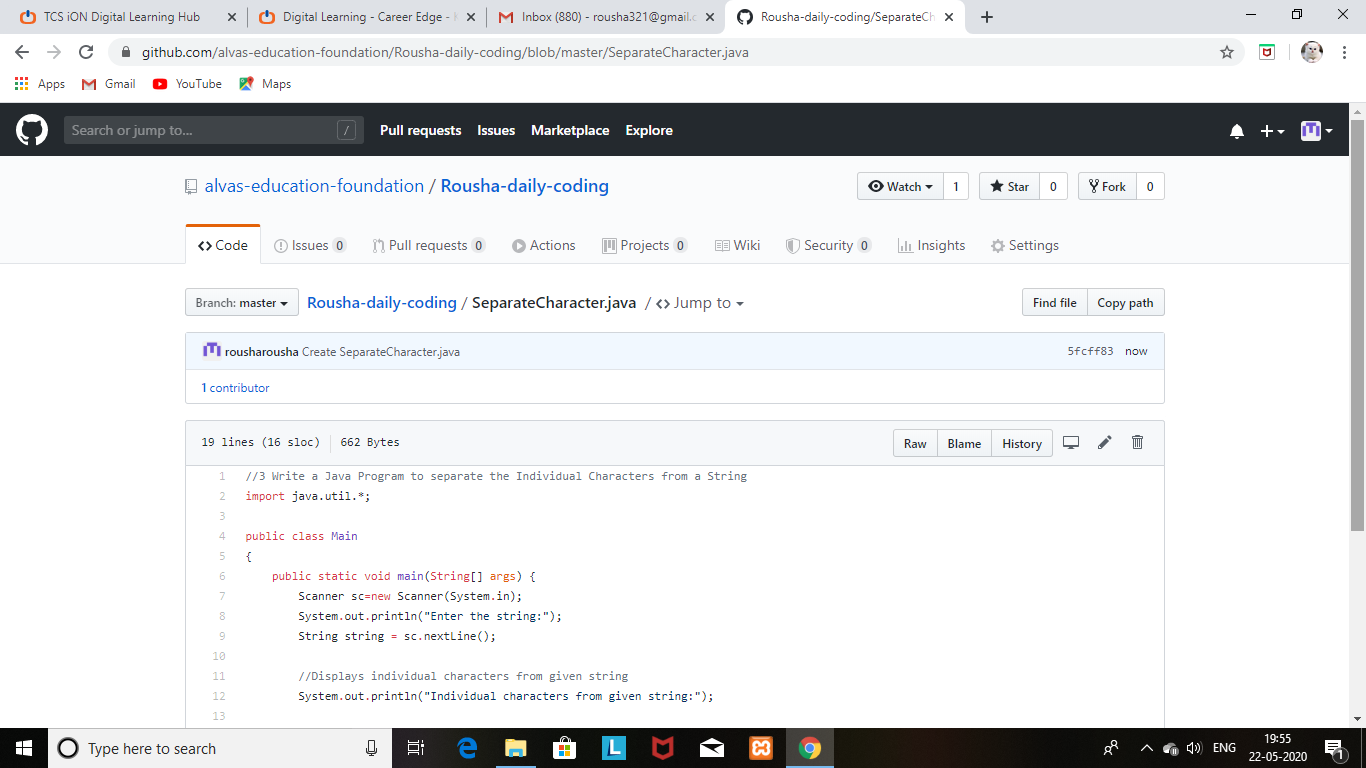 TCS iON Digital Learning Hub
Digital Learning - Career Edge -
Inbox (880) - rousha321@gmail.c
Rousha-daily-coding/SeparateCh
github.com/alvas-education-foundation/Rousha-daily-coding/blob/master/SeparateCharacter.java
Apps Gmail YouTube Maps
Search or jump to... / Pull requests Issues Marketplace Explore
alvas-education-foundation / Rousha-daily-coding
Watch 1 Star 0 Fork 0
Code Issues 0 Pull requests 0 Actions Projects 0 Wiki Security 0 Insights Settings
Branch: master Rousha-daily-coding / SeparateCharacter.java / Jump to Find file Copy path
rousharousha Create SeparateCharacter.java 5fcff83 now
1 contributor
19 lines (16 sloc) 662 Bytes Raw Blame History
1 //3 Write a Java Program to separate the Individual Characters from a String
2 import java.util.*;
3
4 public class Main
5 {
6 public static void main(String[] args) {
7 Scanner sc=new Scanner(System.in);
8 System.out.println("Enter the string:");
9 String string = sc.nextLine();
10
11 //Displays individual characters from given string
12 System.out.println("Individual characters from given string:");
13
Type here to search
L
ENG
19:55
22-05-2020
1